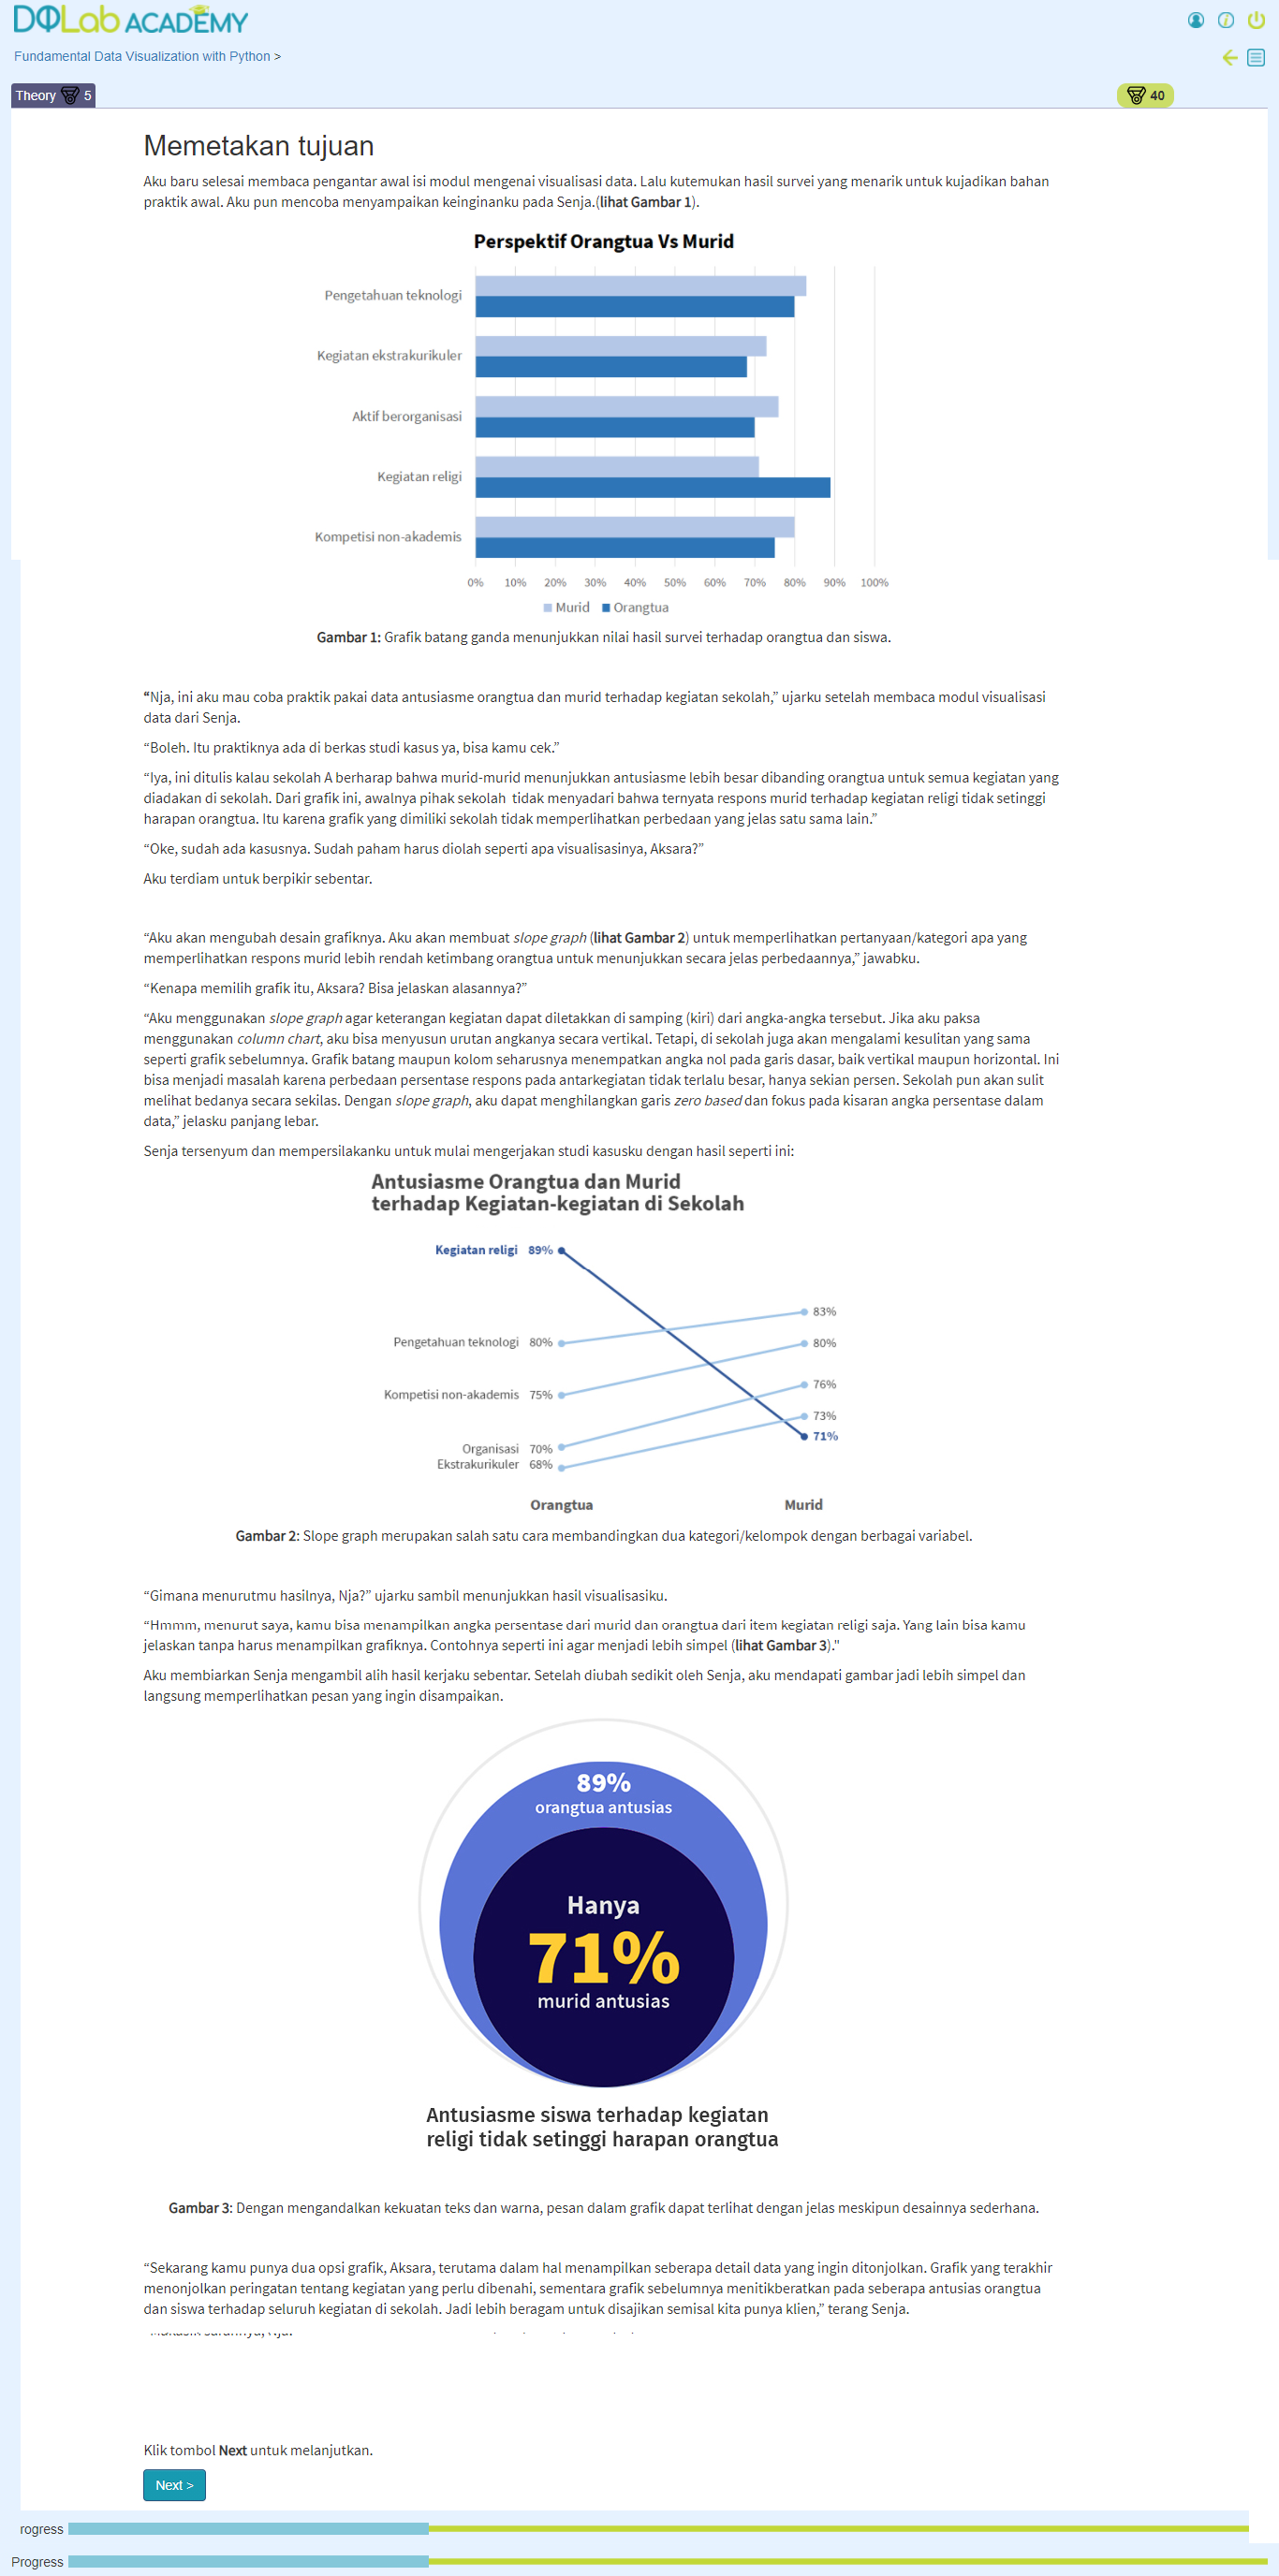 DQLab ACADEMY
Fundamental Data Visualization with Python >
Theory 5
40
Memetakan tujuan
Aku baru selesai membaca pengantar awal isi modul mengenai visualisasi data. Lalu kutemukan hasil survei yang menarik untuk kujadikan bahan
praktik awal. Aku pun mencoba menyampaikan keinginanku pada Senja.(lihat Gambar 1).
Perspektif Orangtua Vs Murid
Pengetahuan teknologi
Kegiatan ekstrakurikuler
Aktif berorganisasi
Kegiatan religi
Kompetisi non-akademis
0% 10% 20% 30% 40% 50% 60% 70% 80% 90% 100%
Murid Orangtua
Gambar 1: Grafik batang ganda menunjukkan nilai hasil survei terhadap orangtua dan siswa.
“Nja, ini aku mau coba praktik pakai data antusiasme orangtua dan murid terhadap kegiatan sekolah,” ujarku setelah membaca modul visualisasi
data dari Senja.
“Boleh. Itu praktiknya ada di berkas studi kasus ya, bisa kamu cek.”
“Iya, ini ditulis kalau sekolah A berharap bahwa murid-murid menunjukkan antusiasme lebih besar dibanding orangtua untuk semua kegiatan yang
diadakan di sekolah. Dari grafik ini, awalnya pihak sekolah tidak menyadari bahwa ternyata respons murid terhadap kegiatan religi tidak setinggi
harapan orangtua. Itu karena grafik yang dimiliki sekolah tidak memperlihatkan perbedaan yang jelas satu sama lain.”
“Oke, sudah ada kasusnya. Sudah paham harus diolah seperti apa visualisasinya, Aksara?”
Aku terdiam untuk berpikir sebentar.
“Aku akan mengubah desain grafiknya. Aku akan membuat slope graph (lihat Gambar 2) untuk memperlihatkan pertanyaan/kategori apa yang
memperlihatkan respons murid lebih rendah ketimbang orangtua untuk menunjukkan secara jelas perbedaannya,” jawabku.
“Kenapa memilih grafik itu, Aksara? Bisa jelaskan alasannya?”
“Aku menggunakan slope graph agar keterangan kegiatan dapat diletakkan di samping (kiri) dari angka-angka tersebut. Jika aku paksa
menggunakan column chart, aku bisa menyusun urutan angkanya secara vertikal. Tetapi, di sekolah juga akan mengalami kesulitan yang sama
seperti grafik sebelumnya. Grafik batang maupun kolom seharusnya menempatkan angka nol pada garis dasar, baik vertikal maupun horizontal. Ini
bisa menjadi masalah karena perbedaan persentase respons pada antarkegiatan tidak terlalu besar, hanya sekian persen. Sekolah pun akan sulit
melihat bedanya secara sekilas. Dengan slope graph, aku dapat menghilangkan garis zero based dan fokus pada kisaran angka persentase dalam
data,” jelasku panjang lebar.
Senja tersenyum dan mempersilakanku untuk mulai mengerjakan studi kasusku dengan hasil seperti ini:
Antusiasme Orangtua dan Murid
terhadap Kegiatan-kegiatan di Sekolah
Kegiatan religi 89%
83%
Pengetahuan teknologi 80%
80%
76%
Kompetisi non-akademis 75%
73%
71%
Organisasi 70%
Ekstrakurikuler 68%
Orangtua Murid
Gambar 2: Slope graph merupakan salah satu cara membandingkan dua kategori/kelompok dengan berbagai variabel.
“Gimana menurutmu hasilnya, Nja?” ujarku sambil menunjukkan hasil visualisasiku.
“Hmmm, menurut saya, kamu bisa menampilkan angka persentase dari murid dan orangtua dari item kegiatan religi saja. Yang lain bisa kamu
jelaskan tanpa harus menampilkan grafiknya. Contohnya seperti ini agar menjadi lebih simpel (lihat Gambar 3)."
Aku membiarkan Senja mengambil alih hasil kerjaku sebentar. Setelah diubah sedikit oleh Senja, aku mendapati gambar jadi lebih simpel dan
langsung memperlihatkan pesan yang ingin disampaikan.
89%
orangtua antusias
Hanya
71%
murid antusias
Antusiasme siswa terhadap kegiatan
religi tidak setinggi harapan orangtua
Gambar 3: Dengan mengandalkan kekuatan teks dan warna, pesan dalam grafik dapat terlihat dengan jelas meskipun desainnya sederhana.
“Sekarang kamu punya dua opsi grafik, Aksara, terutama dalam hal menampilkan seberapa detail data yang ingin ditonjolkan. Grafik yang terakhir
menonjolkan peringatan tentang kegiatan yang perlu dibenahi, sementara grafik sebelumnya menitikberatkan pada seberapa antusias orangtua
dan siswa terhadap seluruh kegiatan di sekolah. Jadi lebih beragam untuk disajikan semisal kita punya klien,” terang Senja.
Klik tombol Next untuk melanjutkan.
Next >
rogress
Progress